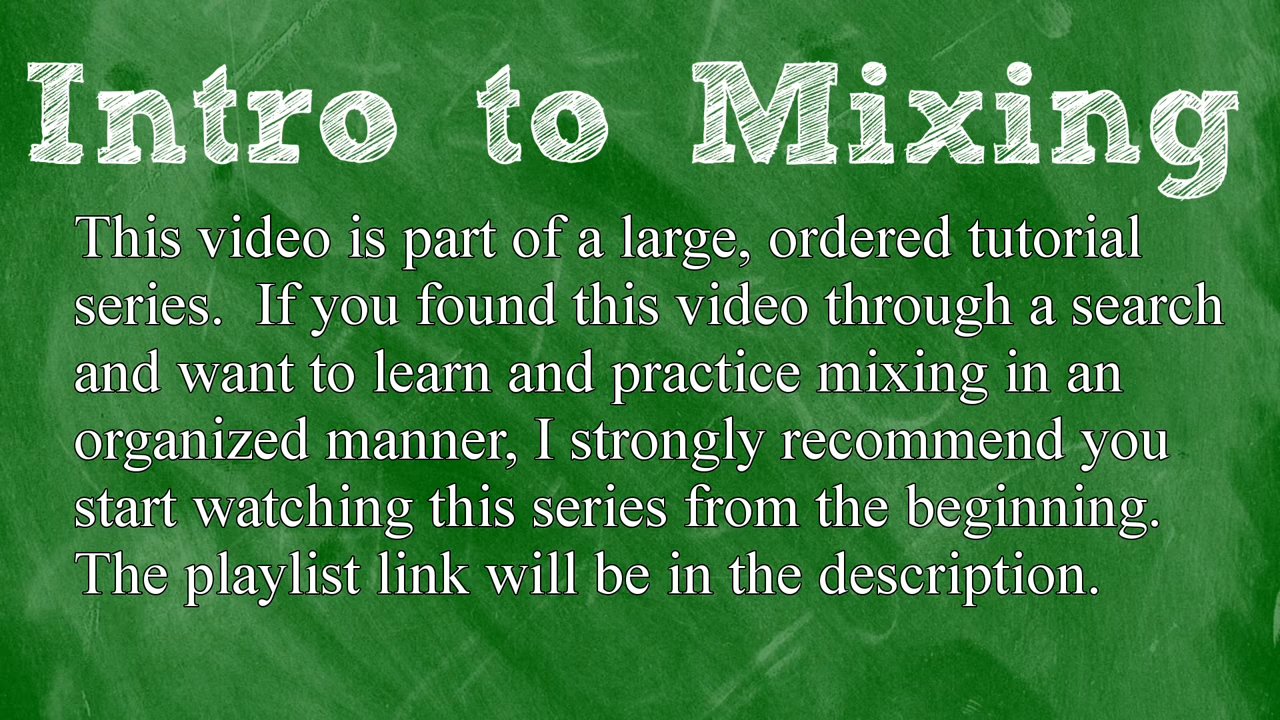 Intro to Mixing
This video is part of a large, ordered tutorial
series.  If you found this video through a search
and want to learn and practice mixing in an
organized manner, I strongly recommend you
start watching this series from the beginning.
The playlist link will be in the description.